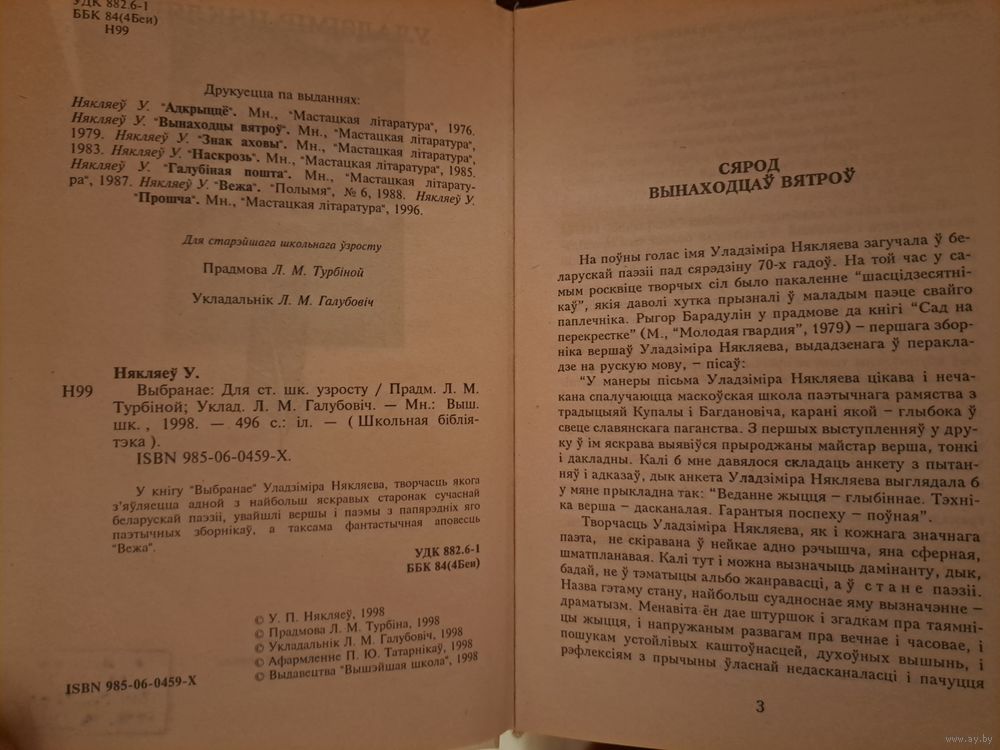 УДК 882.6-1
ББК 84(4Беи)
Н99
Друкуецца па выданнях:
Някляеў У. "Адкрыццё". Мн., "Мастацкая літаратура", 1976.
Някляеў У. "Вынаходцы вятроў". Мн., "Мастацкая літаратура",
1979. Някляеў У. "Знак аховы". Мн., "Мастацкая літаратура",
1983. Някляеў У. "Наскрозь". Мн., "Мастацкая літаратура", 1985.
Някляеў У. "Галубіная пошта". Мн., "Мастацкая літарату-
ра", 1987. Някляеў У. "Вежа". "Полымя", № 6, 1988. Някляеў У.
"Прошча". Мн., "Мастацкая літаратура", 1996.
Для старэйшага школьнага ўзросту
Прадмова Л. М. Турбіной
Укладальнік Л. М. Галубовіч
Някляеў У.
Н99
Выбранае: Для ст. шк. узросту / Прадм. Л. М.
Турбіной; Уклад. Л. М. Галубовіч. — Мн.: Выш.
шк. , 1998. — 496 с.: іл. — ( Школьная біблія-
тэка ).
ISBN 985-06-0459-X.
У кнігу "Выбранае" Уладзіміра Някляева, творчасць якога
з'яўляецца адной з найбольш яскравых старонак сучаснай
беларускай паэзіі, увайшлі вершы і паэмы з папярэдніх яго
паэтычных зборнікаў, а таксама фантастычная аповесць
"Вежа".
УДК 882.6-1
ББК 84(4Беи)
© У. П. Някляеў, 1998
© Прадмова Л. М. Турбіна, 1998
© Укладальнік Л. М. Галубовіч, 1998
© Афармленне П. Ю. Татарнікаў, 1998
© Выдавецтва "Вышэйшая школа", 1998
ISBN 985-06-0459-X
СЯРОД
ВЫНАХОДЦАЎ ВЯТРОЎ
На поўны голас імя Уладзіміра Някляева загучала ў бе-
ларускай паэзіі пад сярэдзіну 70-х гадоў. На той час у са-
мым росквіце творчых сіл было пакаленне "шасцідзесятні-
каў", якія даволі хутка прызналі ў маладым паэце свайго
паплечніка. Рыгор Барадулін у прадмове да кнігі "Сад на
перекрестке" (М., "Молодая гвардия", 1979) – першага збор-
ніка вершаў Уладзіміра Някляева, выдадзенага ў перакла-
дзе на рускую мову, – пісаў:
"У манеры пісьма Уладзіміра Някляева цікава і неча-
кана спалучаюцца маскоўская школа паэтычнага рамяства з
традыцыяй Купалы і Багдановіча, карані якой – глыбока ў
свеце славянскага паганства. З першых выступленняў у дру-
ку ў ім яскрава выявіўся прыроджаны майстар верша, тонкі
і дакладны. Калі б мне давялося складаць анкету з пытан-
няў і адказаў, дык анкета Уладзіміра Някляева выглядала б
у мяне прыкладна так: "Веданне жыцця – глыбіннае. Тэхні-
ка верша – дасканалая. Гарантыя поспеху – поўная".
Творчасць Уладзіміра Някляева, як і кожнага значнага
паэта, не скіравана ў нейкае адно рэчышча, яна сферная,
шматпланавая. Калі тут і можна вызначыць дамінанту, дык,
бадай, не ў тэматыцы альбо жанравасці, а ў с т а н е паэзіі.
Назва гэтаму стану, найбольш суадноснае яму вызначэнне –
драматызм. Менавіта ён дае штуршок і згадкам пра таямні-
цы жыцця, і напружаным развагам пра вечнае і часовае, і
пошукам устойлівых каштоўнасцей, духоўных вышынь, і
рэфлексіям з прычыны ўласнай недасканаласці і пачуцця
3
www.ay.by